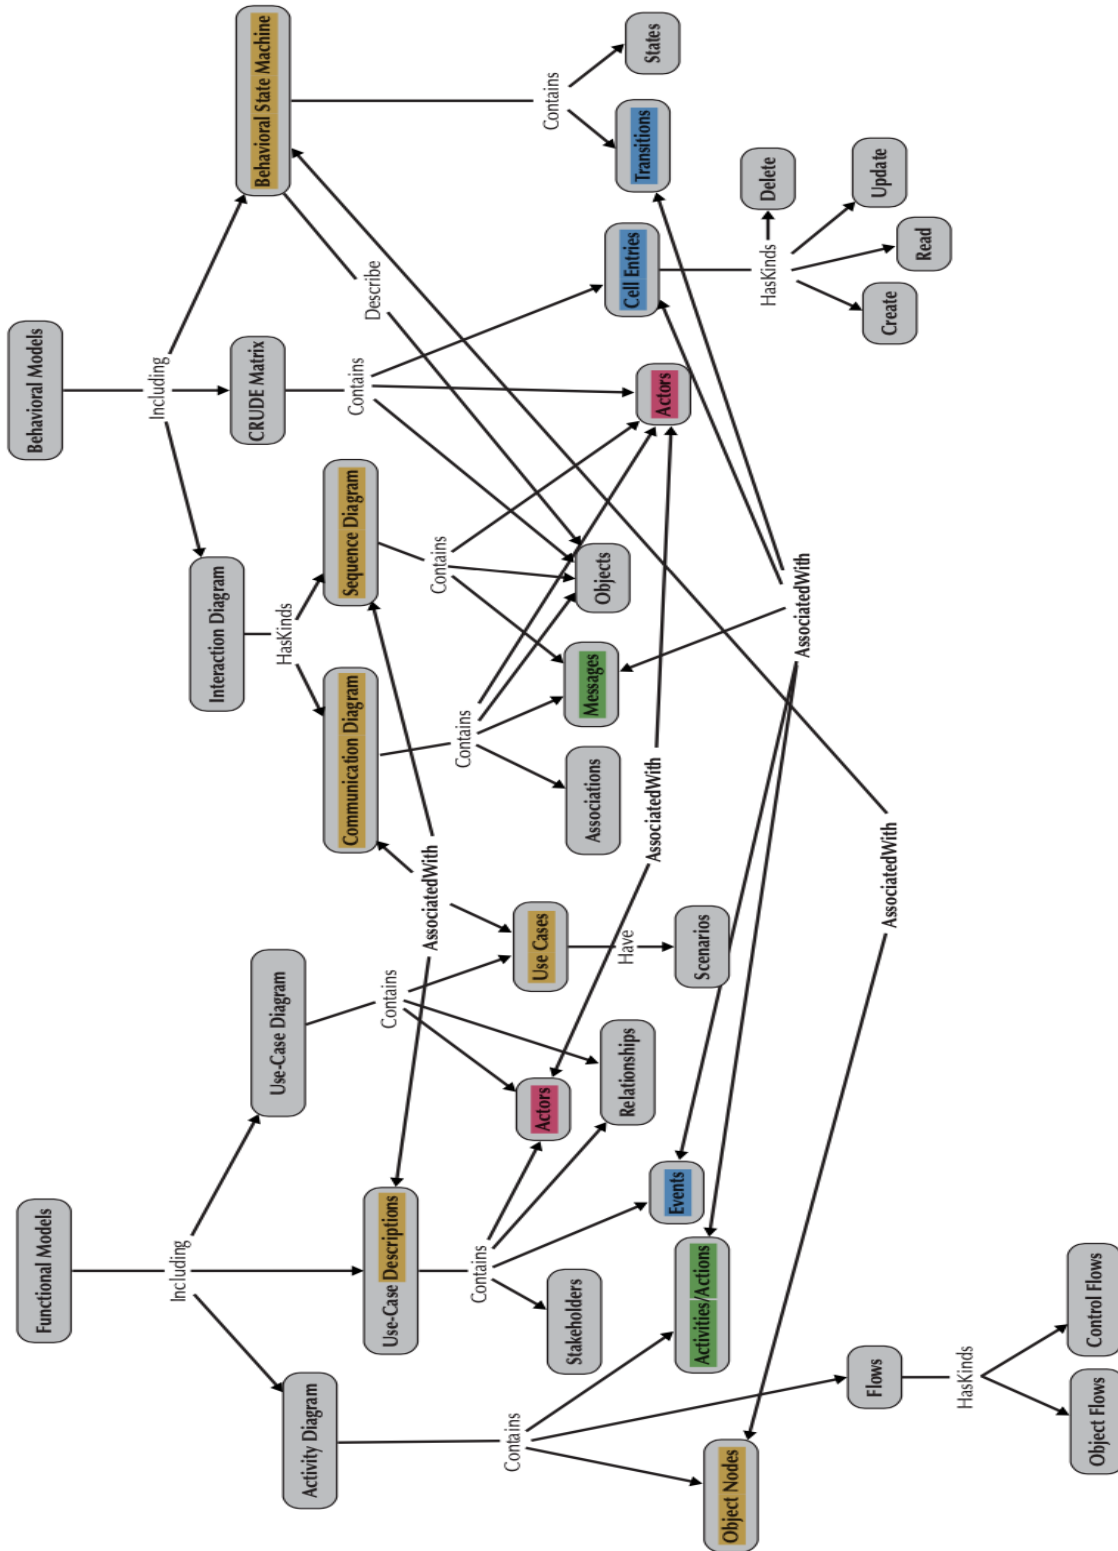 Functional Models
Behavioral Models
Including
Including
Activity Diagram
Use-Case Descriptions
Use-Case Diagram
Interaction Diagram
CRUDE Matrix
Behavioral State Machine
HasKinds
Communication Diagram
Sequence Diagram
Describe
AssociatedWith
Contains
Contains
Contains
Contains
Contains
Contains
Contains
Stakeholders
Actors
Relationships
Use Cases
Associations
Messages
Objects
Actors
Cell Entries
Transitions
States
Have
AssociatedWith
Activities/Actions
Events
Scenarios
Object Nodes
HasKinds
Create
Read
Update
Delete
AssociatedWith
Flows
AssociatedWith
HasKinds
Object Flows
Control Flows